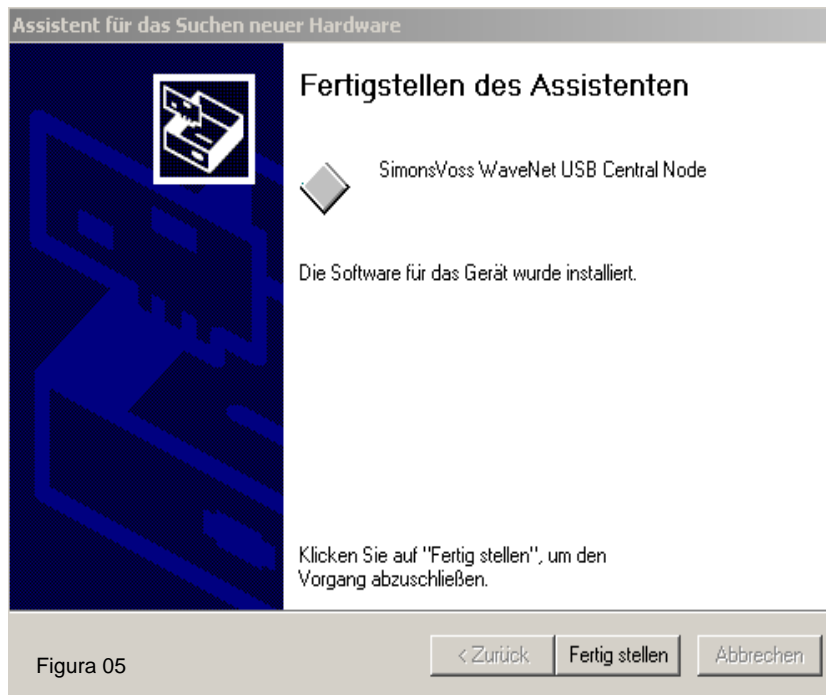 Assistent für das Suchen neuer Hardware
Fertigstellen des Assistenten
SimonsVoss WaveNet USB Central Node
Die Software für das Gerät wurde installiert.
Klicken Sie auf "Fertig stellen", um den
Vorgang abzuschließen.
Figura 05
< Zurück
Fertig stellen
Abbrechen